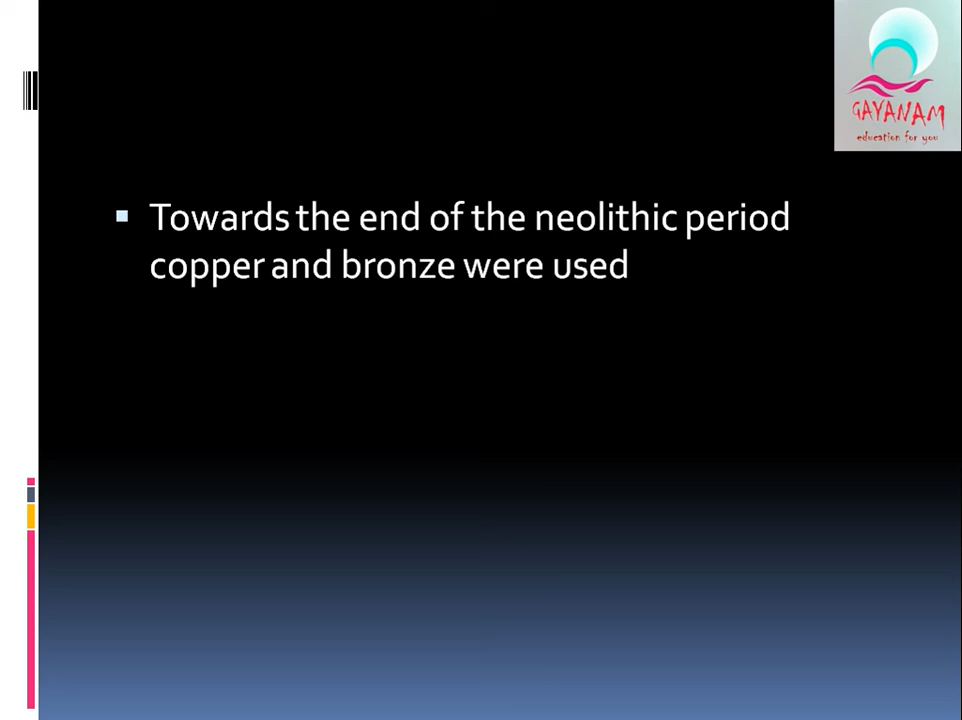 GAYANAM
education for you
Towards the end of the neolithic period
copper and bronze were used